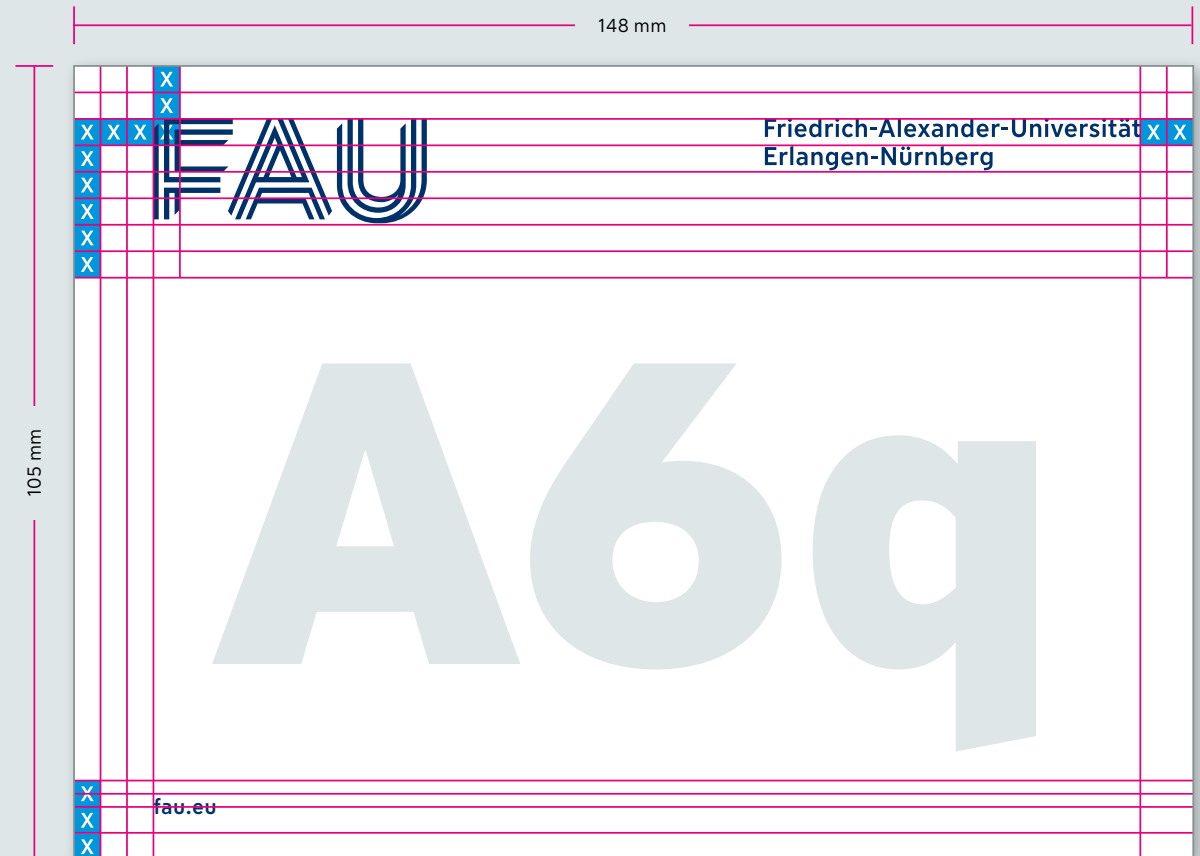 148 mm
X
X
X X X X
FAU
Friedrich-Alexander-Universität
Erlangen-Nürnberg
X X
X
X
X
X
X
105 mm
A6q
X
fau.eu
X
X